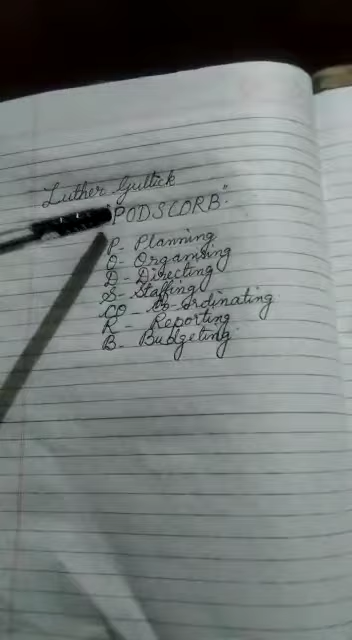 Luther Gullick
"PODSCORB".
P- Planning
O- Organising
D- Directing
S- Staffing
CO - Co-ordinating
R - Reporting
B- Budgeting